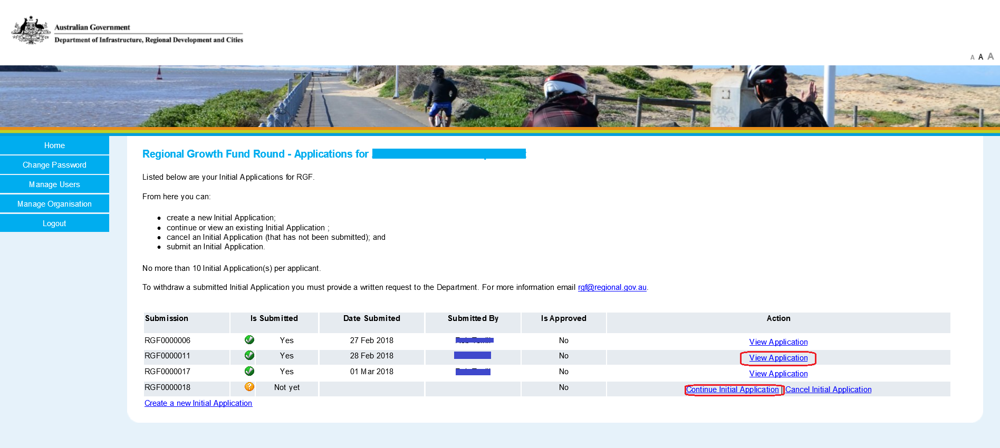 Australian Government
Department of Infrastructure, Regional Development and Cities
A A A
Home
Change Password
Manage Users
Manage Organisation
Logout
Regional Growth Fund Round - Applications for
Listed below are your Initial Applications for RGF.
From here you can:
● create a new Initial Application;
● continue or view an existing Initial Application ;
● cancel an Initial Application (that has not been submitted); and
● submit an Initial Application.
No more than 10 Initial Application(s) per applicant.
To withdraw a submitted Initial Application you must provide a written request to the Department. For more information email rgf@regional.gov.au.
Submission Is Submitted Date Submited Submitted By Is Approved Action
RGF0000006 Yes 27 Feb 2018 No View Application
RGF0000011 Yes 28 Feb 2018 No View Application
RGF0000017 Yes 01 Mar 2018 No View Application
RGF0000018 ? Not yet No Continue Initial Application | Cancel Initial Application
Create a new Initial Application